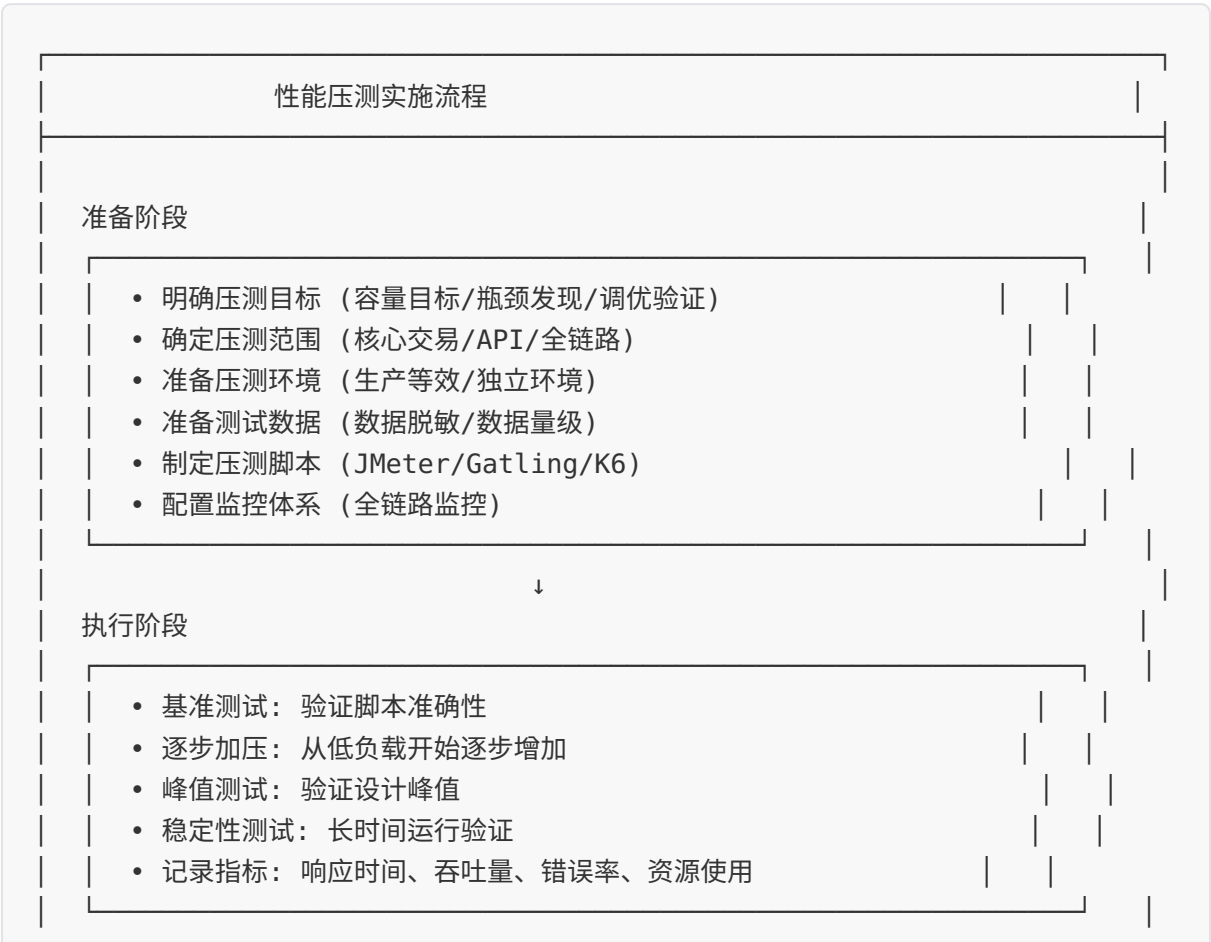 性能压测实施流程
准备阶段
• 明确压测目标 (容量目标/瓶颈发现/调优验证)
• 确定压测范围 (核心交易/API/全链路)
• 准备压测环境 (生产等效/独立环境)
• 准备测试数据 (数据脱敏/数据量级)
• 制定压测脚本 (JMeter/Gatling/K6)
• 配置监控体系 (全链路监控)
↓
执行阶段
• 基准测试: 验证脚本准确性
• 逐步加压: 从低负载开始逐步增加
• 峰值测试: 验证设计峰值
• 稳定性测试: 长时间运行验证
• 记录指标: 响应时间、吞吐量、错误率、资源使用